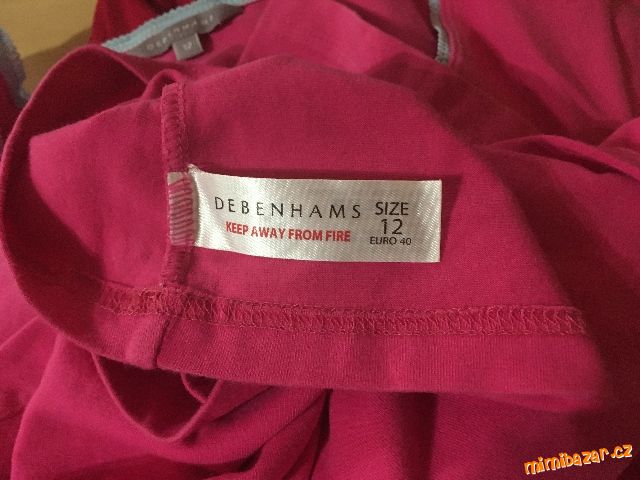 DEBENHAMS
KEEP AWAY FROM FIRE
SIZE
12
EURO 40
mimibazar.cz